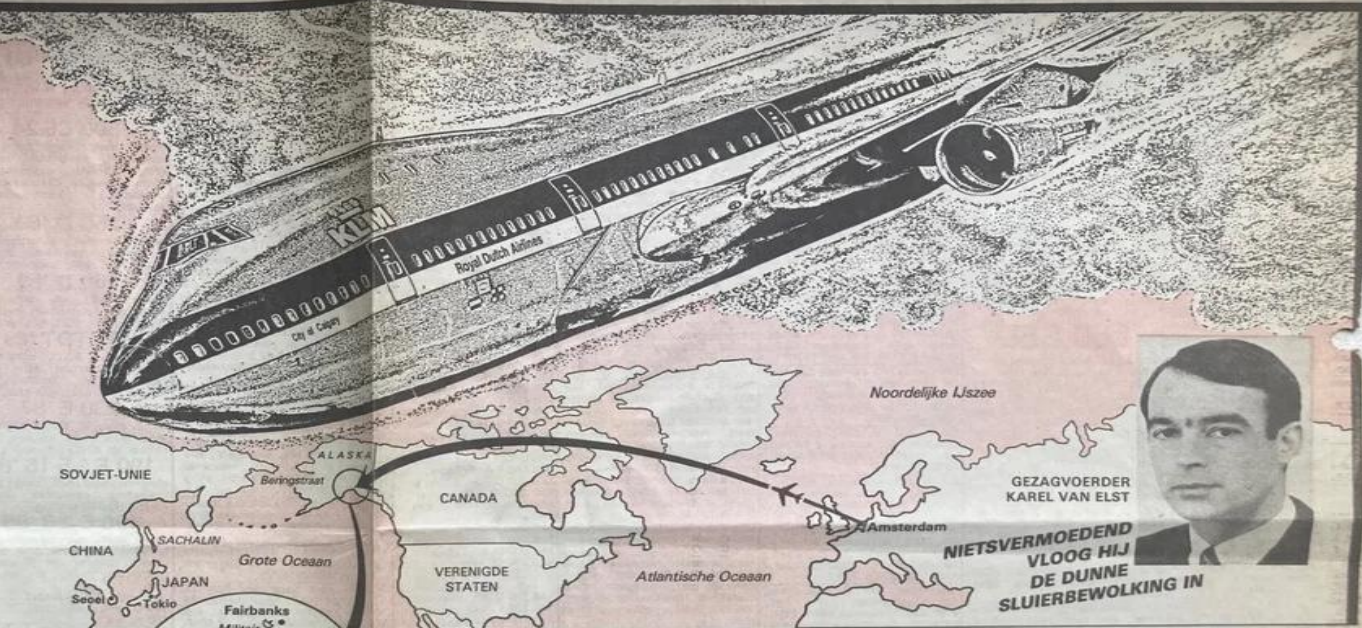 KLM
Royal Dutch Airlines
City of Calgary
Noordelijke IJszee
ALASKA
SOVJET-UNIE
Beringstraat
CANADA
GEZAGVOERDER
KAREL VAN ELST
Amsterdam
NIETSVERMOEDEND
VLOOG HIJ
DE DUNNE
SLUIERBEWOLKING IN
SACHALIN
CHINA
Grote Oceaan
JAPAN
VERENIGDE
STATEN
Atlantische Oceaan
Seoel
Tokio
Fairbanks